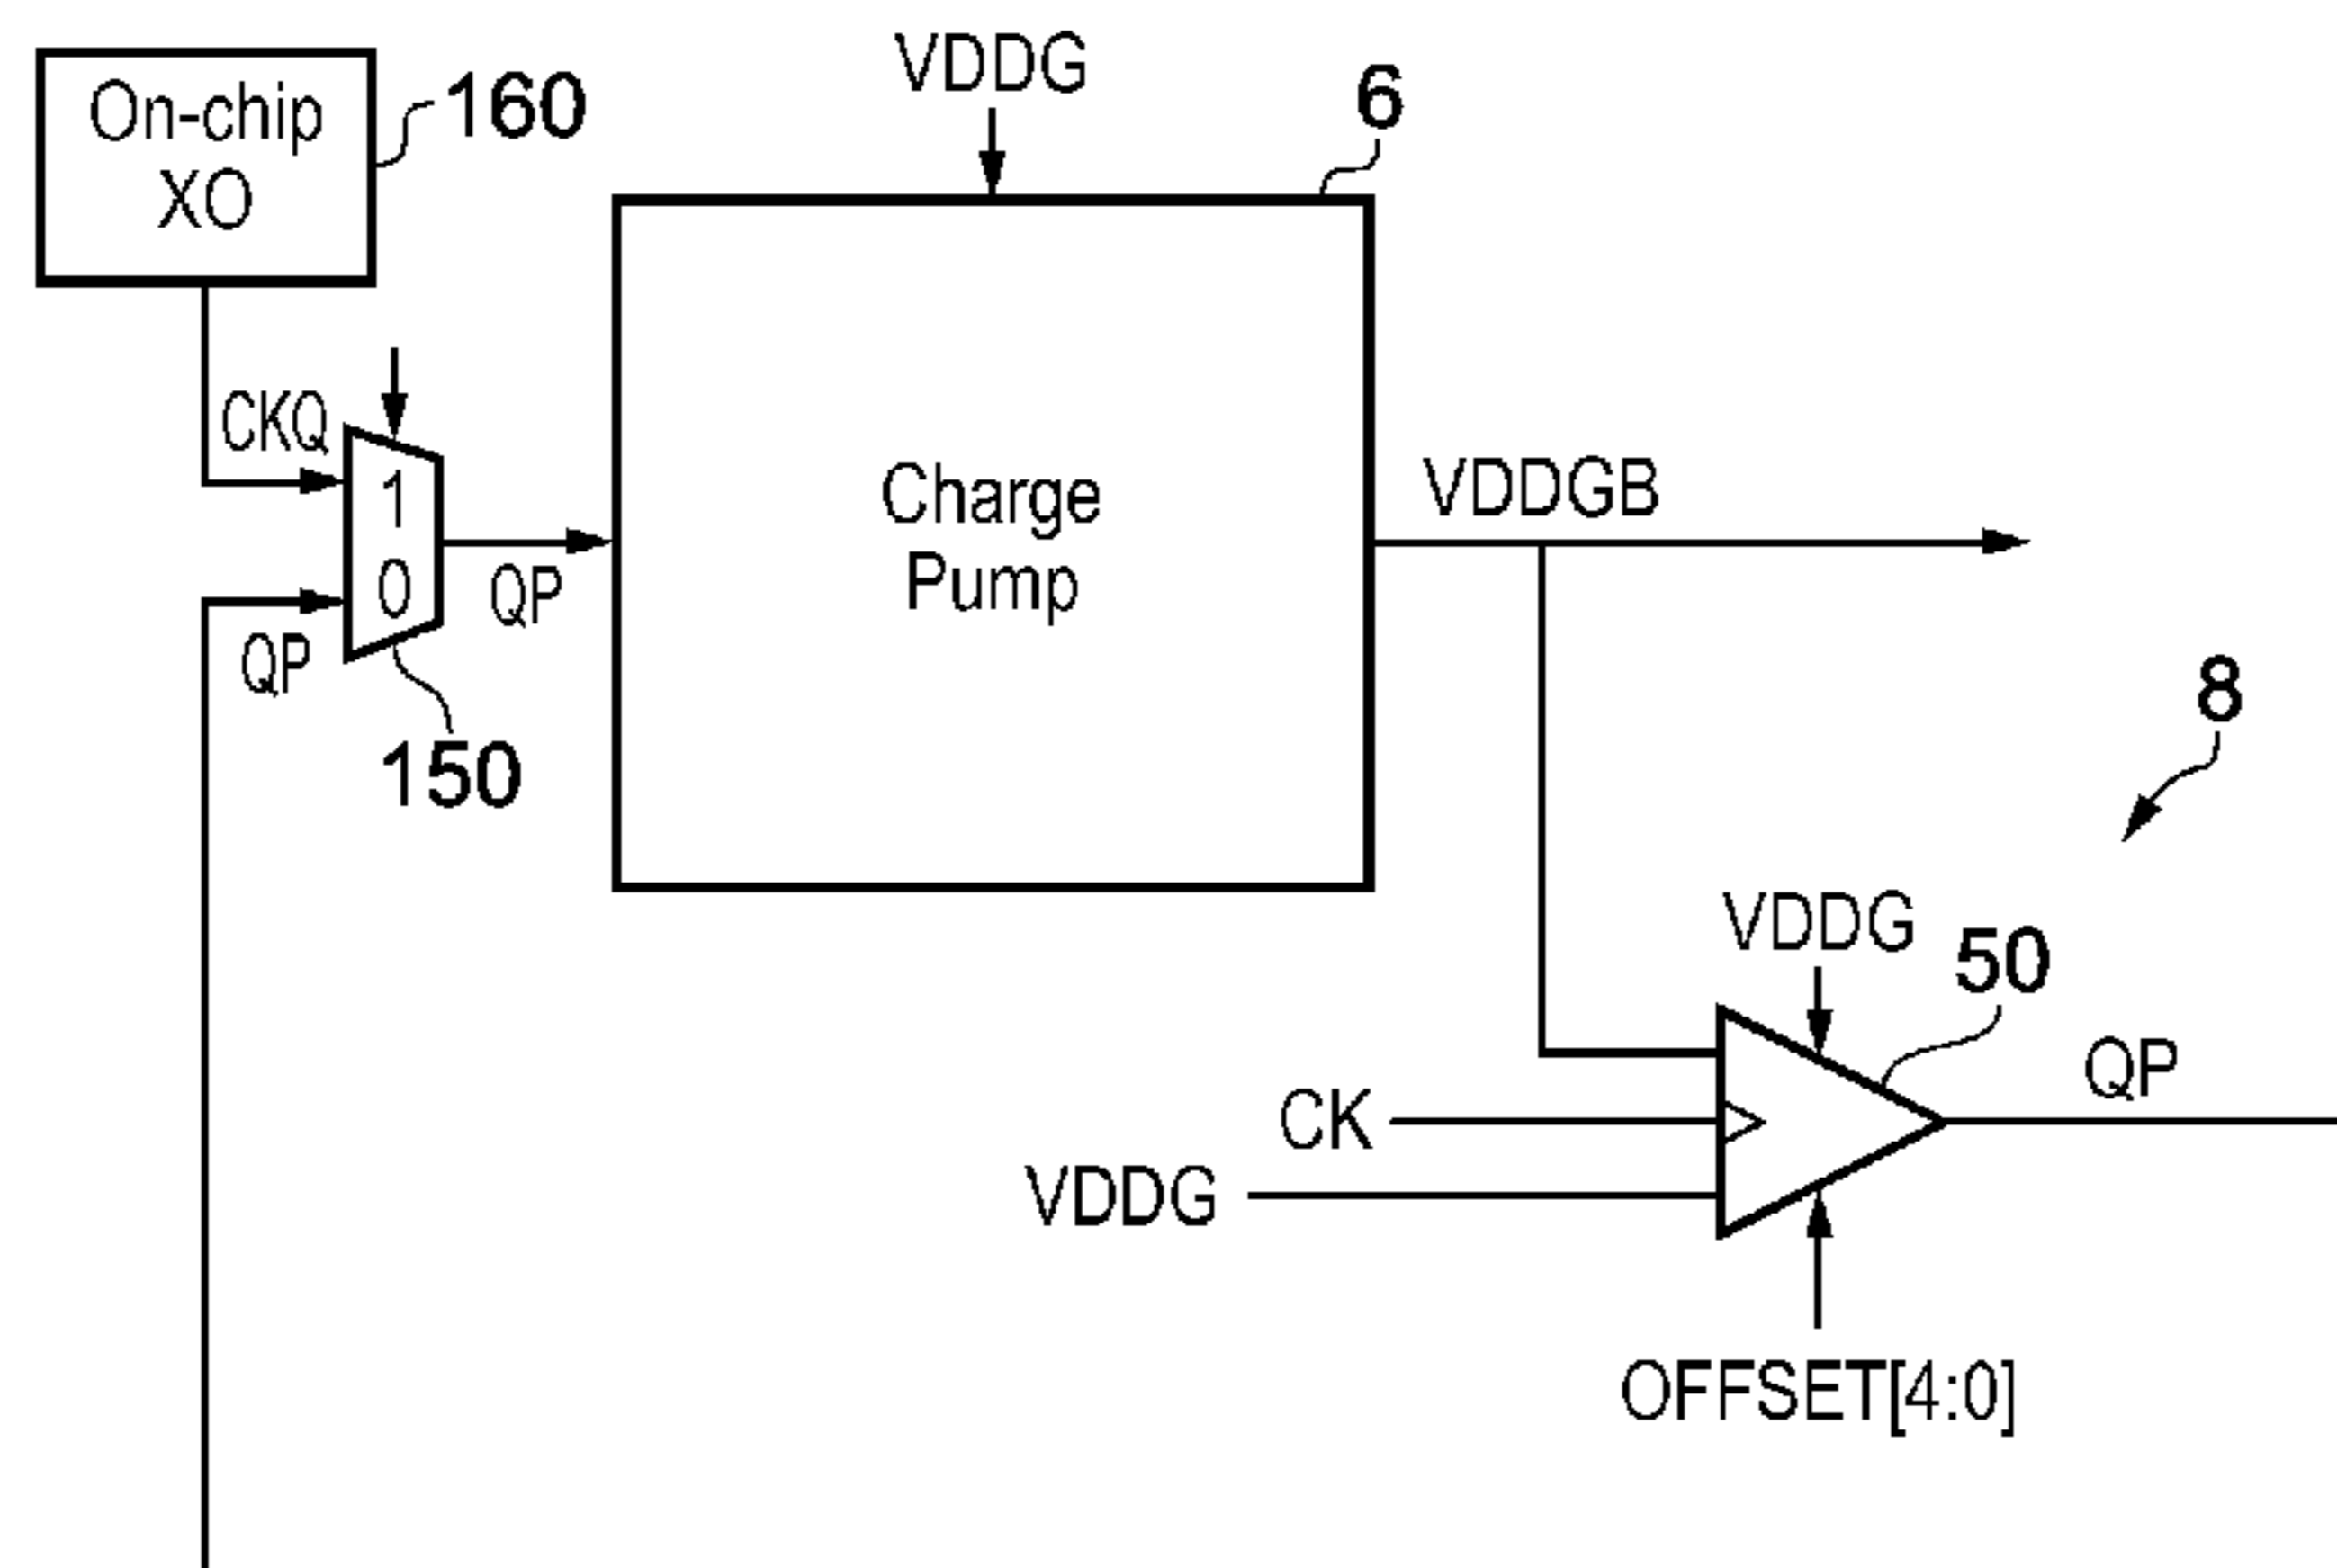 On-chip
XO
160
VDDG
6
CKQ
1
0
QP
QP
150
Charge
Pump
VDDGB
8
VDDG
50
QP
CK
VDDG
OFFSET[4:0]